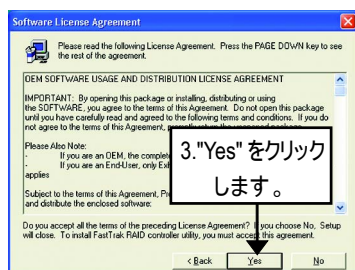 Software License Agreement
Please read the following License Agreement. Press the PAGE DOWN key to see
the rest of the agreement.
OEM SOFTWARE USAGE AND DISTRIBUTION LICENSE AGREEMENT
IMPORTANT: By opening this package or installing, distributing or using
the SOFTWARE, you agree to the terms of this Agreement. Do not open this package
until you have carefully read and agreed to the following terms and conditions. If you do
not agree to the terms of this Agreement,
Please Also Note:
- If you are an OEM, the complete
- If you are an End-User, only Ex
applies
Subject to the terms of this Agreement, Pr
and distribute the enclosed software:
3."Yes" をクリック
します。
Do you accept all the terms of the preceding License Agreement? If you choose No, Setup
will close. To install FastTrak RAID controller utility, you must accept this agreement.
< Back
Yes
No